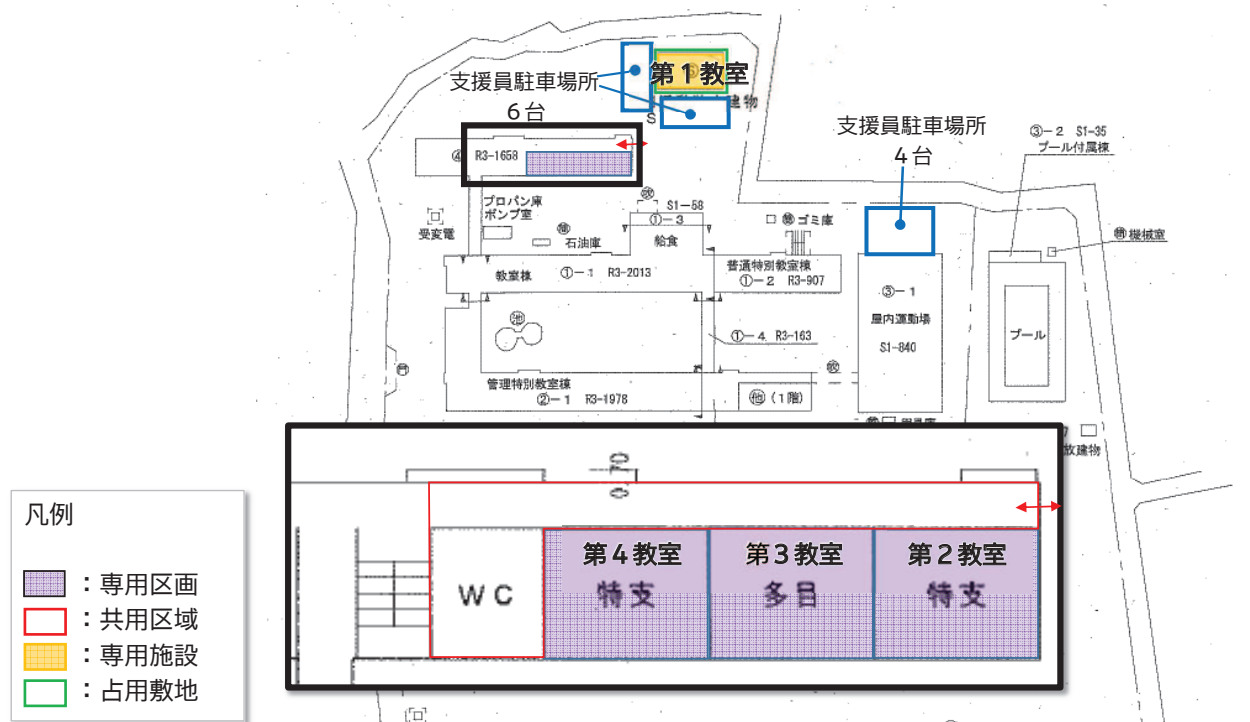 支援員駐車場所
6台
第1教室
建物
S
支援員駐車場所
4台
③-2 S1-35
プール付属棟
④ R3-1658
プロパン庫
ポンプ室
S1-58
①-3
給食
ゴミ庫
機械室
受変電
石油庫
教室棟 ①-1 R3-2013
普通特別教室棟
①-2 R3-907
③-1
屋内運動場
S1-840
プール
池
①-4 R3-163
管理特別教室棟
②-1 R3-1978
他 (1階)
放建物
0.70
第4教室
第3教室
第2教室
WC
特支
多目
特支
凡例
:専用区画
:共用区域
:専用施設
:占用敷地